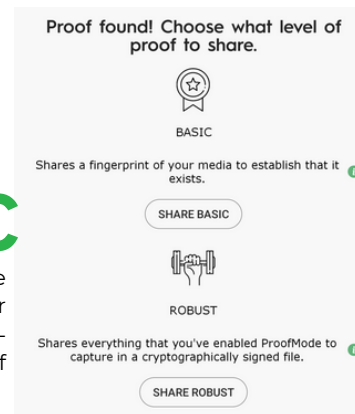 Proof found! Choose what level of
proof to share.
BASIC
Shares a fingerprint of your media to establish that it
exists.
SHARE BASIC
C
e
r
-
f
ROBUST
Shares everything that you've enabled ProofMode to
capture in a cryptographically signed file.
SHARE ROBUST